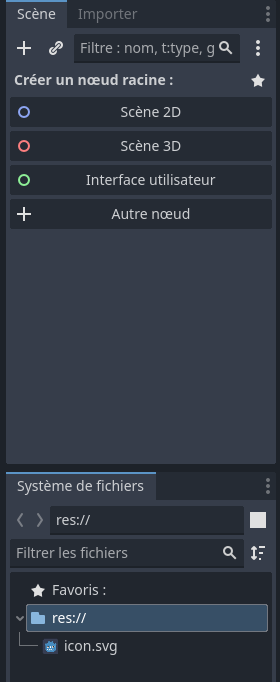 Scène Importer
Filtre : nom, t:type, g
Créer un nœud racine :
Scène 2D
Scène 3D
Interface utilisateur
Autre nœud
Système de fichiers
res://
Filtrer les fichiers
Favoris :
res://
icon.svg